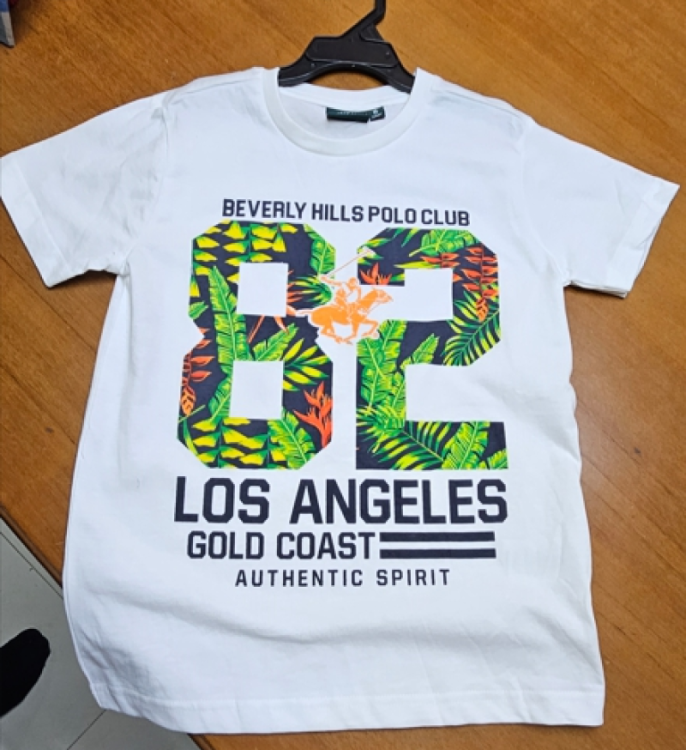 BEVERLY HILLS POLO CLUB
82
LOS ANGELES
GOLD COAST
AUTHENTIC SPIRIT